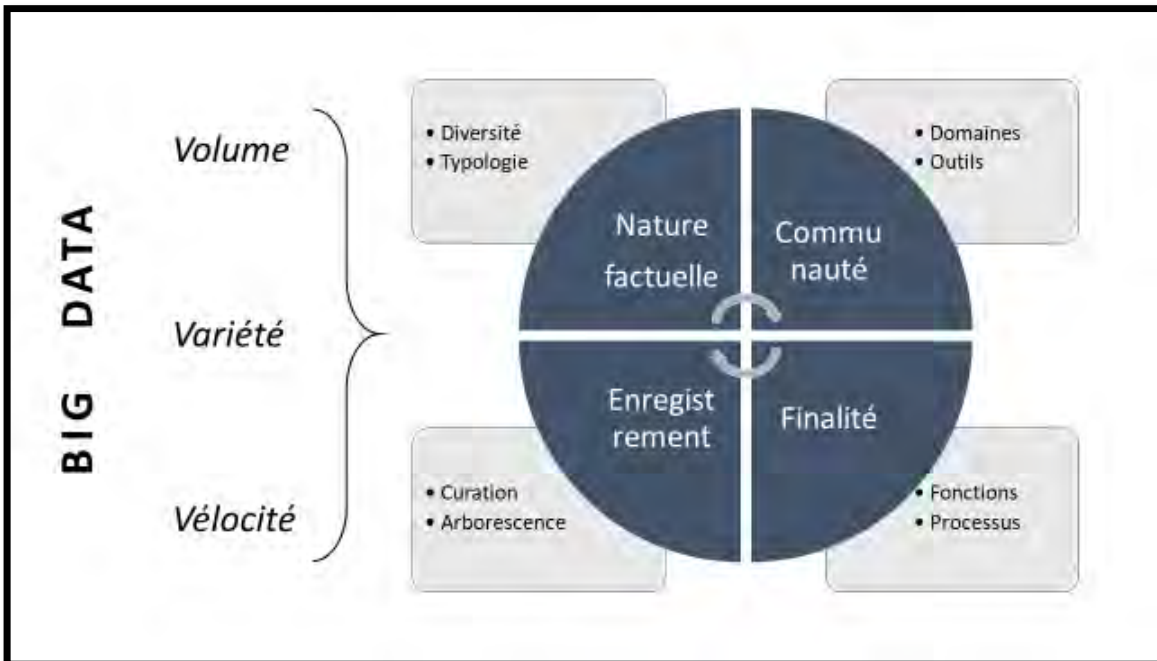 BIG DATA
Volume
Variété
Vélocité
• Diversité
• Typologie
• Domaines
• Outils
Nature
factuelle
Commu
nauté
Enregist
rement
Finalité
• Curation
• Arborescence
• Fonctions
• Processus